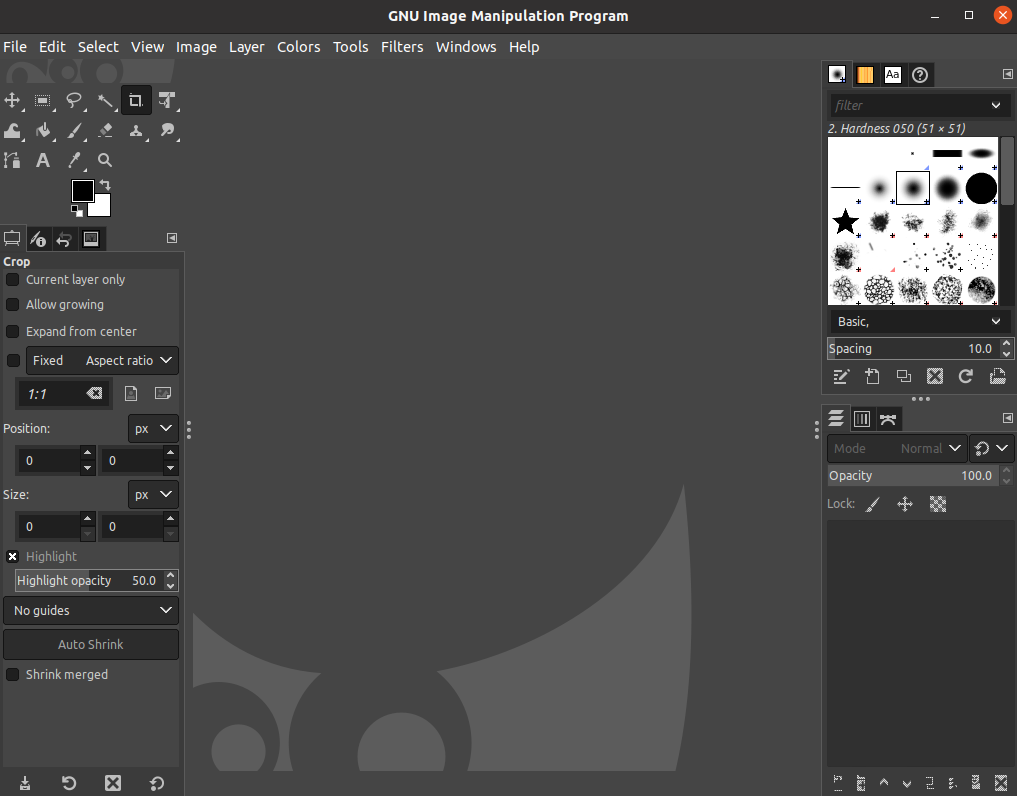 GNU Image Manipulation Program
File Edit Select View Image Layer Colors Tools Filters Windows Help
Aa
filter
2. Hardness 050 (51 × 51)
Basic,
Spacing 10.0
Mode Normal
Opacity 100.0
Lock:
Crop
Current layer only
Allow growing
Expand from center
Fixed Aspect ratio
1:1
Position: px
0 0
Size: px
0 0
Highlight
Highlight opacity 50.0
No guides
Auto Shrink
Shrink merged